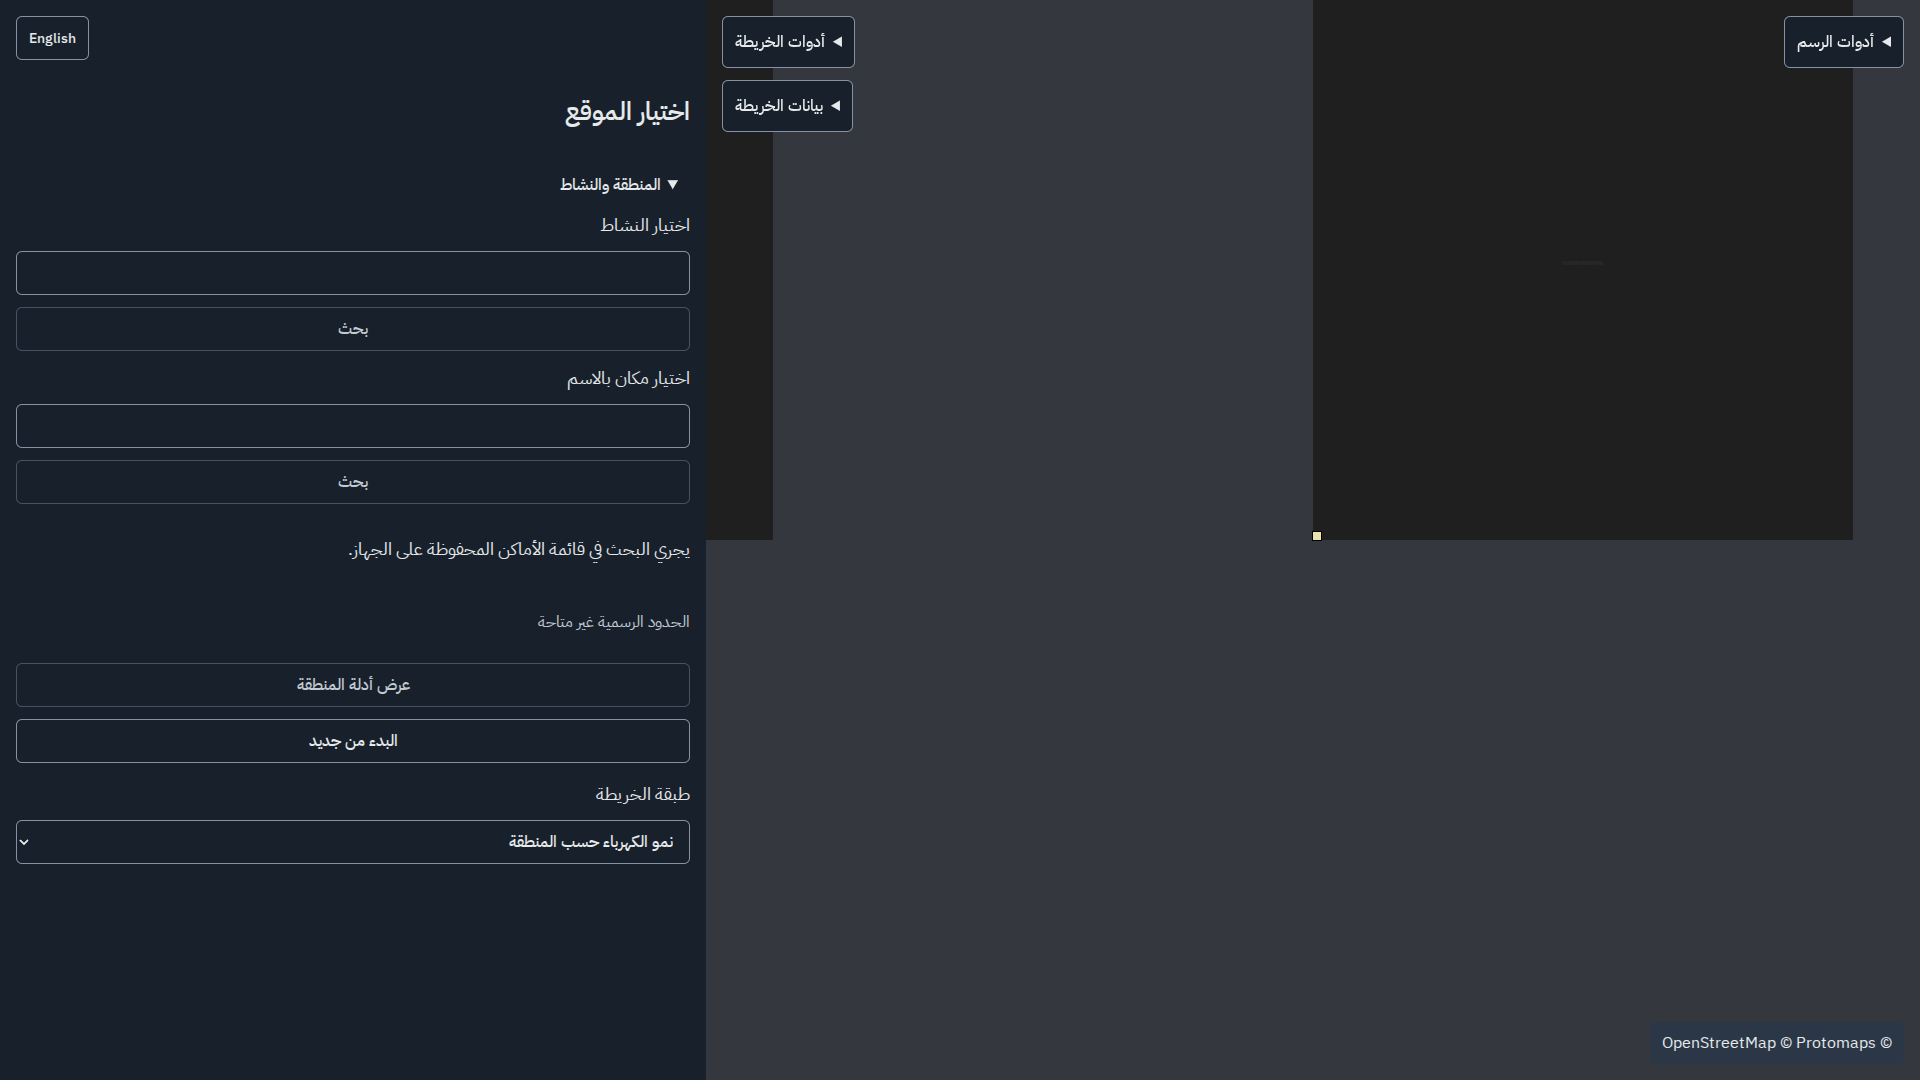 English
اختيار الموقع
المنطقة والنشاط
اختيار النشاط
بحث
اختيار مكان بالاسم
بحث
يجري البحث في قائمة الأماكن المحفوظة على الجهاز.
الحدود الرسمية غير متاحة
عرض أدلة المنطقة
البدء من جديد
طبقة الخريطة
نمو الكهرباء حسب المنطقة
أدوات الخريطة
بيانات الخريطة
أدوات الرسم
OpenStreetMap © Protomaps ©